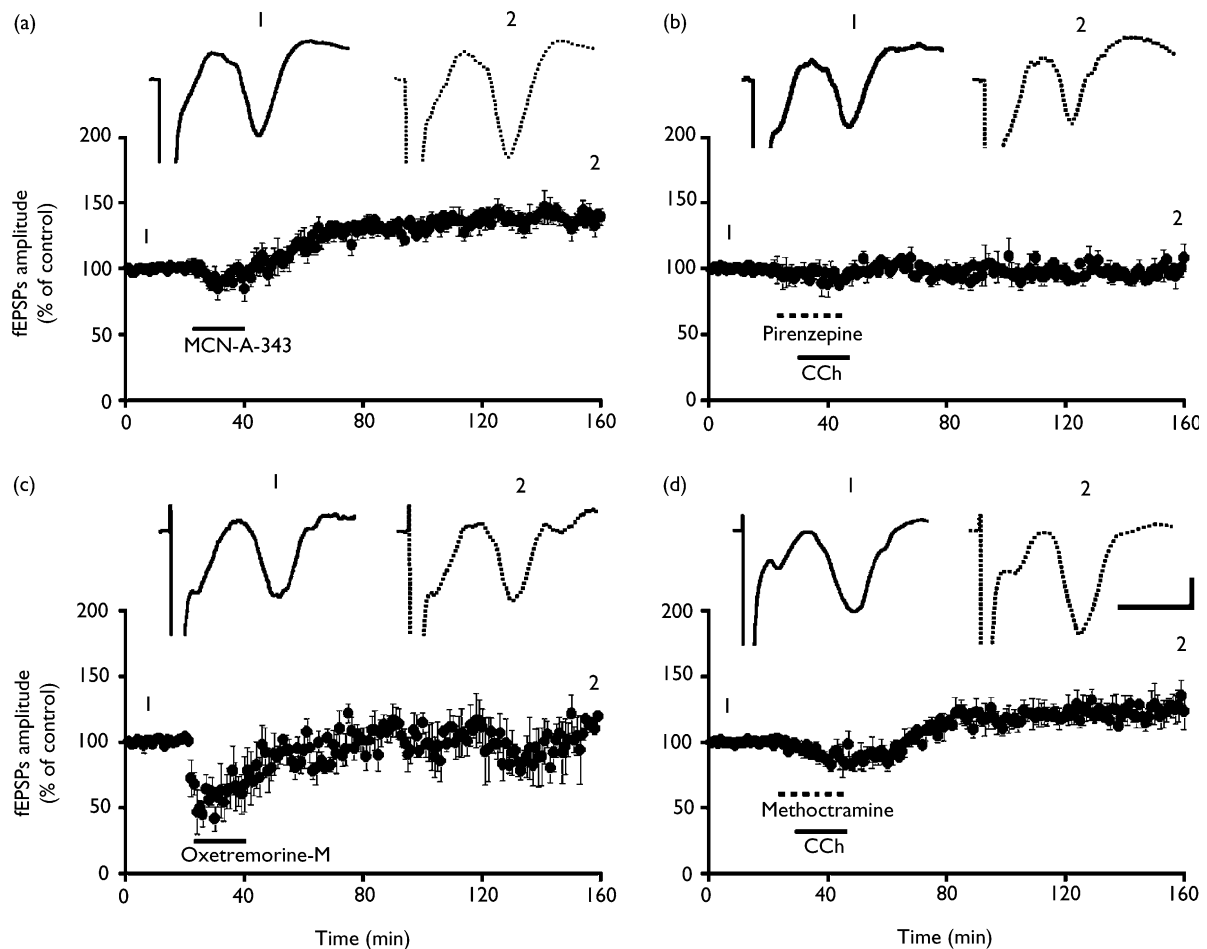 (a)
1
2
200
150
100
50
0
2
1
MCN-A-343
0 40 80 120 160
fEPSPs amplitude
(% of control)
(b)
1
2
200
150
100
50
0
2
1
Pirenzepine
CCh
0 40 80 120 160
(c)
1
2
200
150
100
50
0
2
1
Oxetremorine-M
0 40 80 120 160
fEPSPs amplitude
(% of control)
Time (min)
(d)
1
2
200
150
100
50
0
2
1
Methoctramine
CCh
0 40 80 120 160
Time (min)